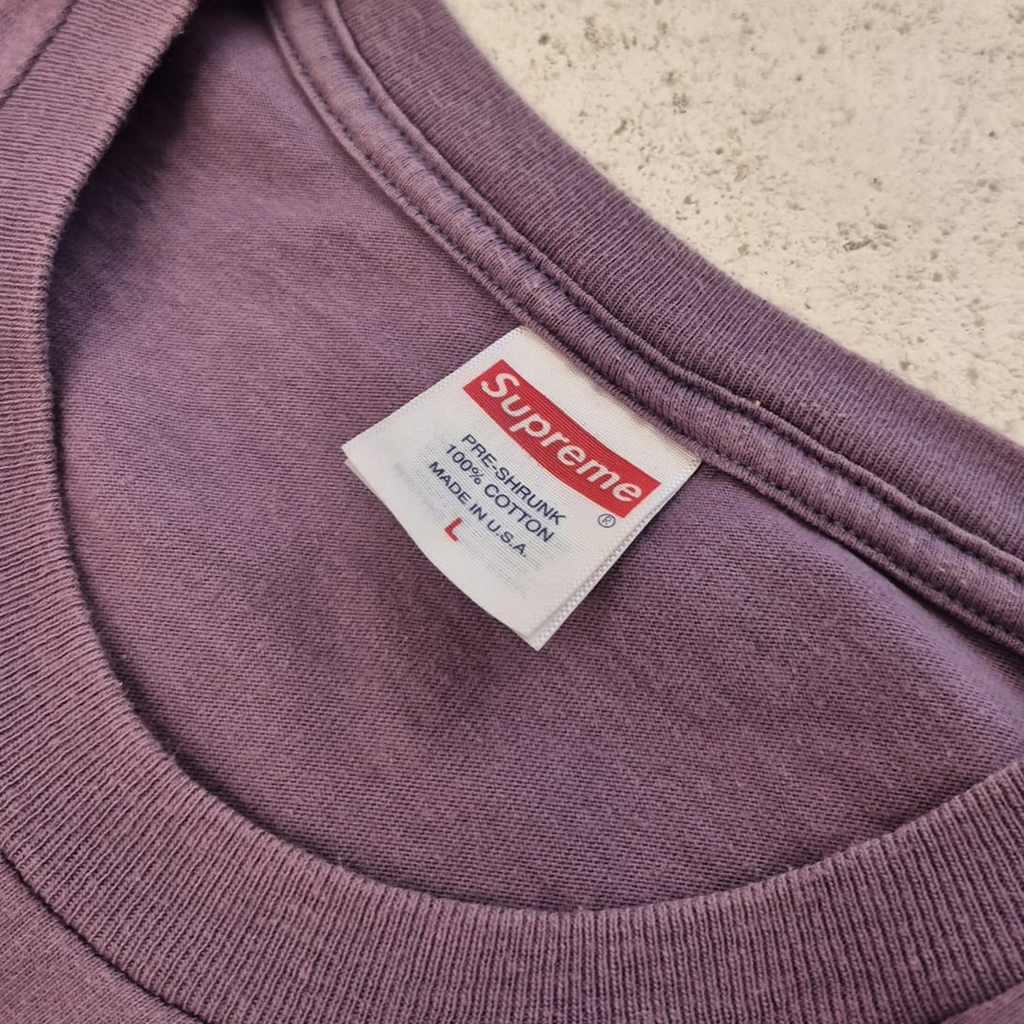 Supreme
®
PRE-SHRUNK
100% COTTON
MADE IN U.S.A.
L